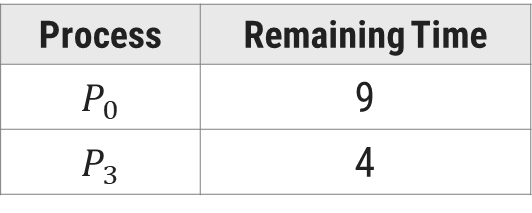 Process Remaining Time
P₀ 9
P₃ 4